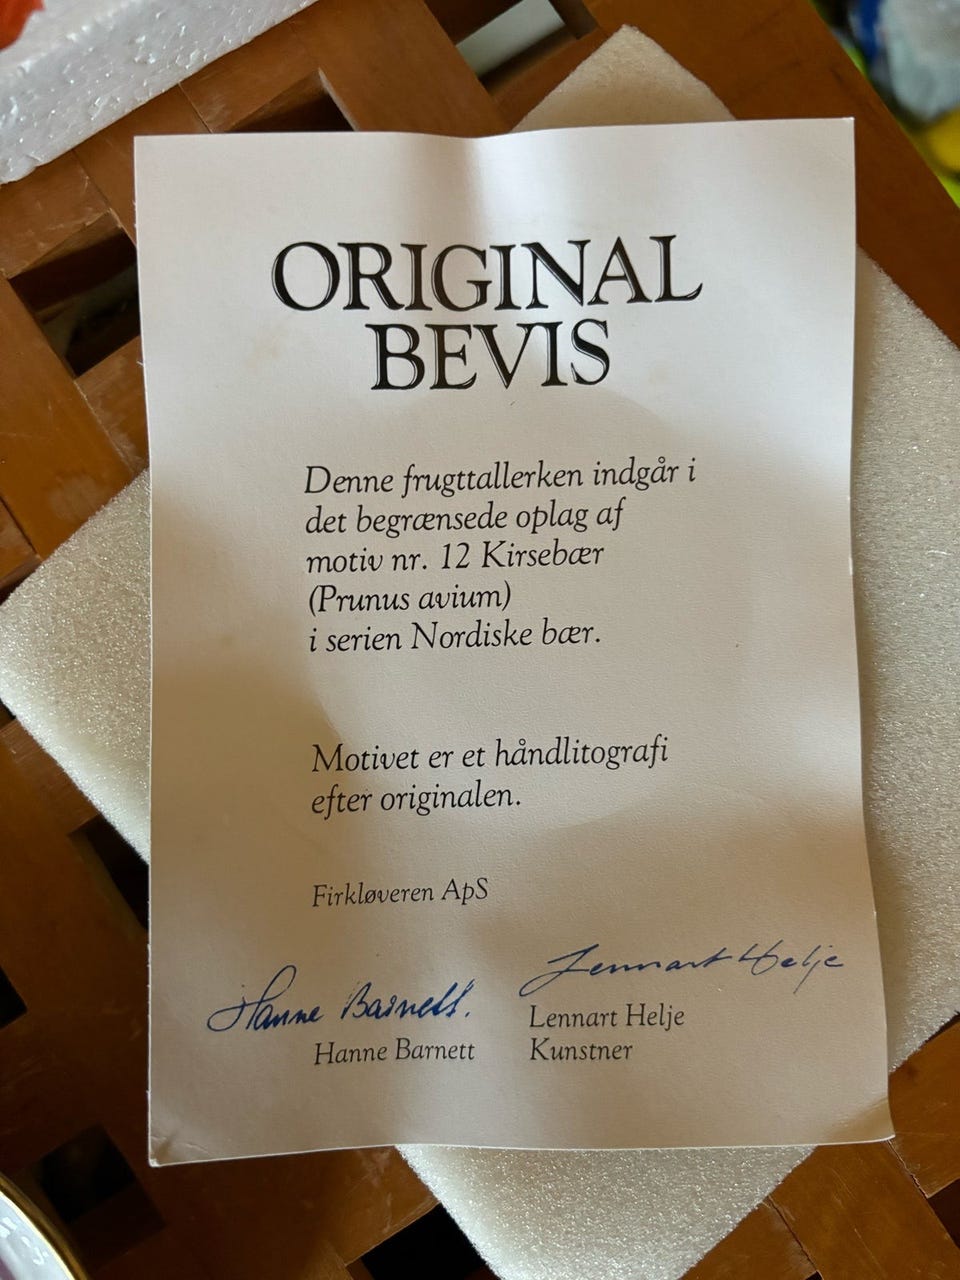 ORIGINAL
BEVIS
Denne frugttallerken indgår i
det begrænsede oplag af
motiv nr. 12 Kirsebær
(Prunus avium)
i serien Nordiske bær.
Motivet er et håndlitografi
efter originalen.
Firkløveren ApS
Hanne Barnett. Lennart Helje
Hanne Barnett Lennart Helje
Kunstner